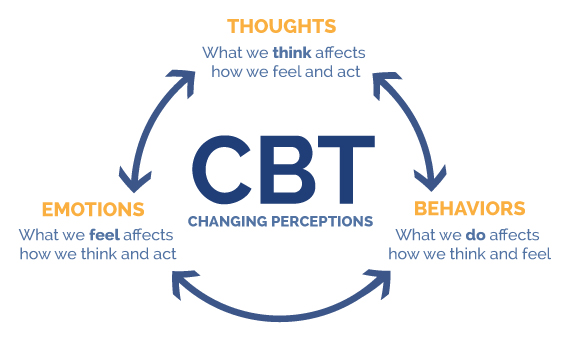 THOUGHTS
What we think affects
how we feel and act
CBT
CHANGING PERCEPTIONS
EMOTIONS
What we feel affects
how we think and act
BEHAVIORS
What we do affects
how we think and feel